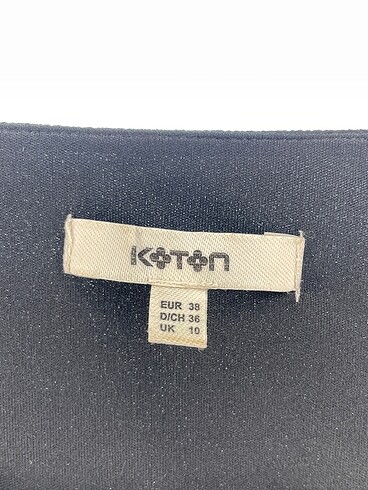 KOTON
EUR 38
D/CH 36
UK 10